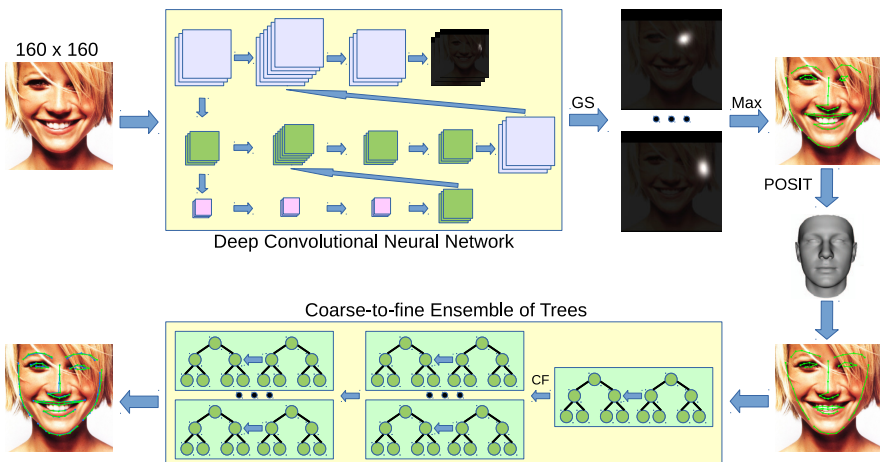 160 x 160
GS
Max
POSIT
Deep Convolutional Neural Network
Coarse-to-fine Ensemble of Trees
CF